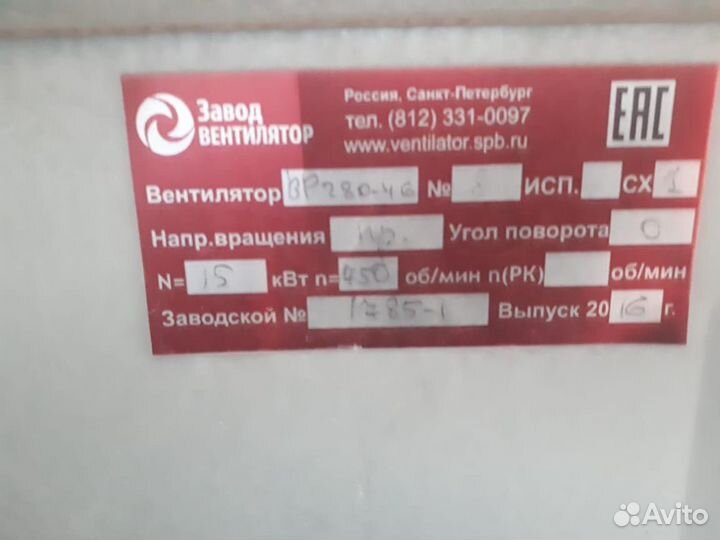 Завод
ВЕНТИЛЯТОР
Россия, Санкт-Петербург
тел. (812) 331-0097
www.ventilator.spb.ru
EAC
Вентилятор ВР280-46 № ИСП. СХ 1
Напр.вращения пр. Угол поворота 0
N= 15 кВт n= 450 об/мин n(РК) об/мин
Заводской № 1785-1 Выпуск 2016 г.
Avito